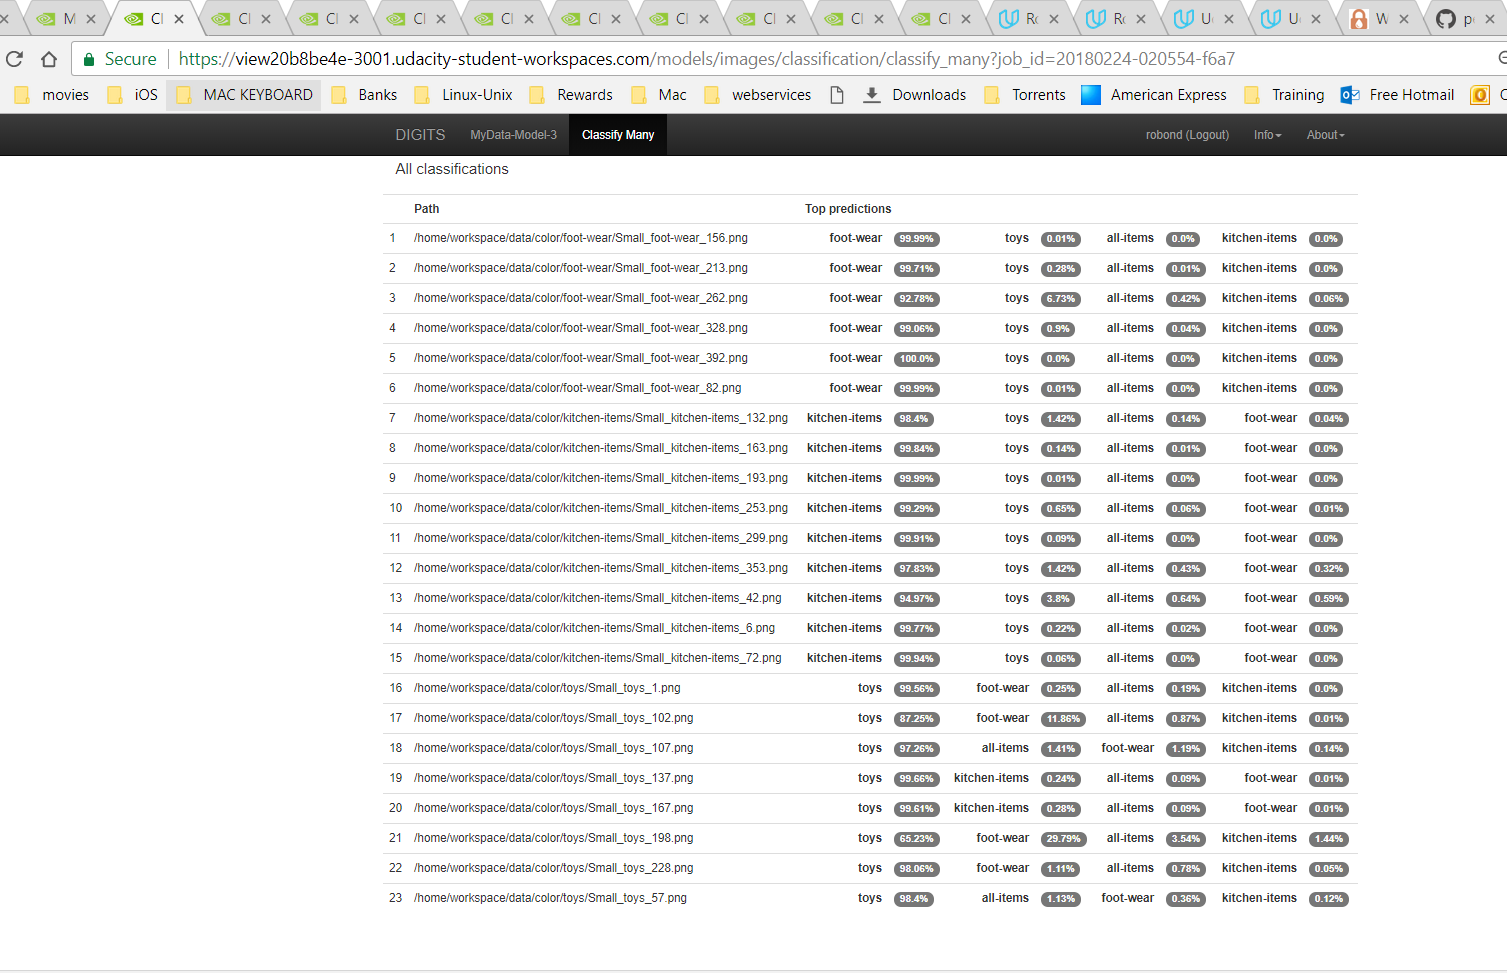 M Cl Cl Cl Cl Cl Cl Cl Cl Cl Cl Ro Ro U U W p
Secure https://view20b8be4e-3001.udacity-student-workspaces.com/models/images/classification/classify_many?job_id=20180224-020554-f6a7
movies iOS MAC KEYBOARD Banks Linux-Unix Rewards Mac webservices Downloads Torrents American Express Training Free Hotmail
DIGITS MyData-Model-3 Classify Many robond (Logout) Info About
All classifications
Path Top predictions
1 /home/workspace/data/color/foot-wear/Small_foot-wear_156.png foot-wear 99.99% toys 0.01% all-items 0.0% kitchen-items 0.0%
2 /home/workspace/data/color/foot-wear/Small_foot-wear_213.png foot-wear 99.71% toys 0.28% all-items 0.01% kitchen-items 0.0%
3 /home/workspace/data/color/foot-wear/Small_foot-wear_262.png foot-wear 92.78% toys 6.73% all-items 0.42% kitchen-items 0.06%
4 /home/workspace/data/color/foot-wear/Small_foot-wear_328.png foot-wear 99.06% toys 0.9% all-items 0.04% kitchen-items 0.0%
5 /home/workspace/data/color/foot-wear/Small_foot-wear_392.png foot-wear 100.0% toys 0.0% all-items 0.0% kitchen-items 0.0%
6 /home/workspace/data/color/foot-wear/Small_foot-wear_82.png foot-wear 99.99% toys 0.01% all-items 0.0% kitchen-items 0.0%
7 /home/workspace/data/color/kitchen-items/Small_kitchen-items_132.png kitchen-items 98.4% toys 1.42% all-items 0.14% foot-wear 0.04%
8 /home/workspace/data/color/kitchen-items/Small_kitchen-items_163.png kitchen-items 99.84% toys 0.14% all-items 0.01% foot-wear 0.0%
9 /home/workspace/data/color/kitchen-items/Small_kitchen-items_193.png kitchen-items 99.99% toys 0.01% all-items 0.0% foot-wear 0.0%
10 /home/workspace/data/color/kitchen-items/Small_kitchen-items_253.png kitchen-items 99.29% toys 0.65% all-items 0.06% foot-wear 0.01%
11 /home/workspace/data/color/kitchen-items/Small_kitchen-items_299.png kitchen-items 99.91% toys 0.09% all-items 0.0% foot-wear 0.0%
12 /home/workspace/data/color/kitchen-items/Small_kitchen-items_353.png kitchen-items 97.83% toys 1.42% all-items 0.43% foot-wear 0.32%
13 /home/workspace/data/color/kitchen-items/Small_kitchen-items_42.png kitchen-items 94.97% toys 3.8% all-items 0.64% foot-wear 0.59%
14 /home/workspace/data/color/kitchen-items/Small_kitchen-items_6.png kitchen-items 99.77% toys 0.22% all-items 0.02% foot-wear 0.0%
15 /home/workspace/data/color/kitchen-items/Small_kitchen-items_72.png kitchen-items 99.94% toys 0.06% all-items 0.0% foot-wear 0.0%
16 /home/workspace/data/color/toys/Small_toys_1.png toys 99.56% foot-wear 0.25% all-items 0.19% kitchen-items 0.0%
17 /home/workspace/data/color/toys/Small_toys_102.png toys 87.25% foot-wear 11.86% all-items 0.87% kitchen-items 0.01%
18 /home/workspace/data/color/toys/Small_toys_107.png toys 97.26% all-items 1.41% foot-wear 1.19% kitchen-items 0.14%
19 /home/workspace/data/color/toys/Small_toys_137.png toys 99.66% kitchen-items 0.24% all-items 0.09% foot-wear 0.01%
20 /home/workspace/data/color/toys/Small_toys_167.png toys 99.61% kitchen-items 0.28% all-items 0.09% foot-wear 0.01%
21 /home/workspace/data/color/toys/Small_toys_198.png toys 65.23% foot-wear 29.79% all-items 3.54% kitchen-items 1.44%
22 /home/workspace/data/color/toys/Small_toys_228.png toys 98.06% foot-wear 1.11% all-items 0.78% kitchen-items 0.05%
23 /home/workspace/data/color/toys/Small_toys_57.png toys 98.4% all-items 1.13% foot-wear 0.36% kitchen-items 0.12%